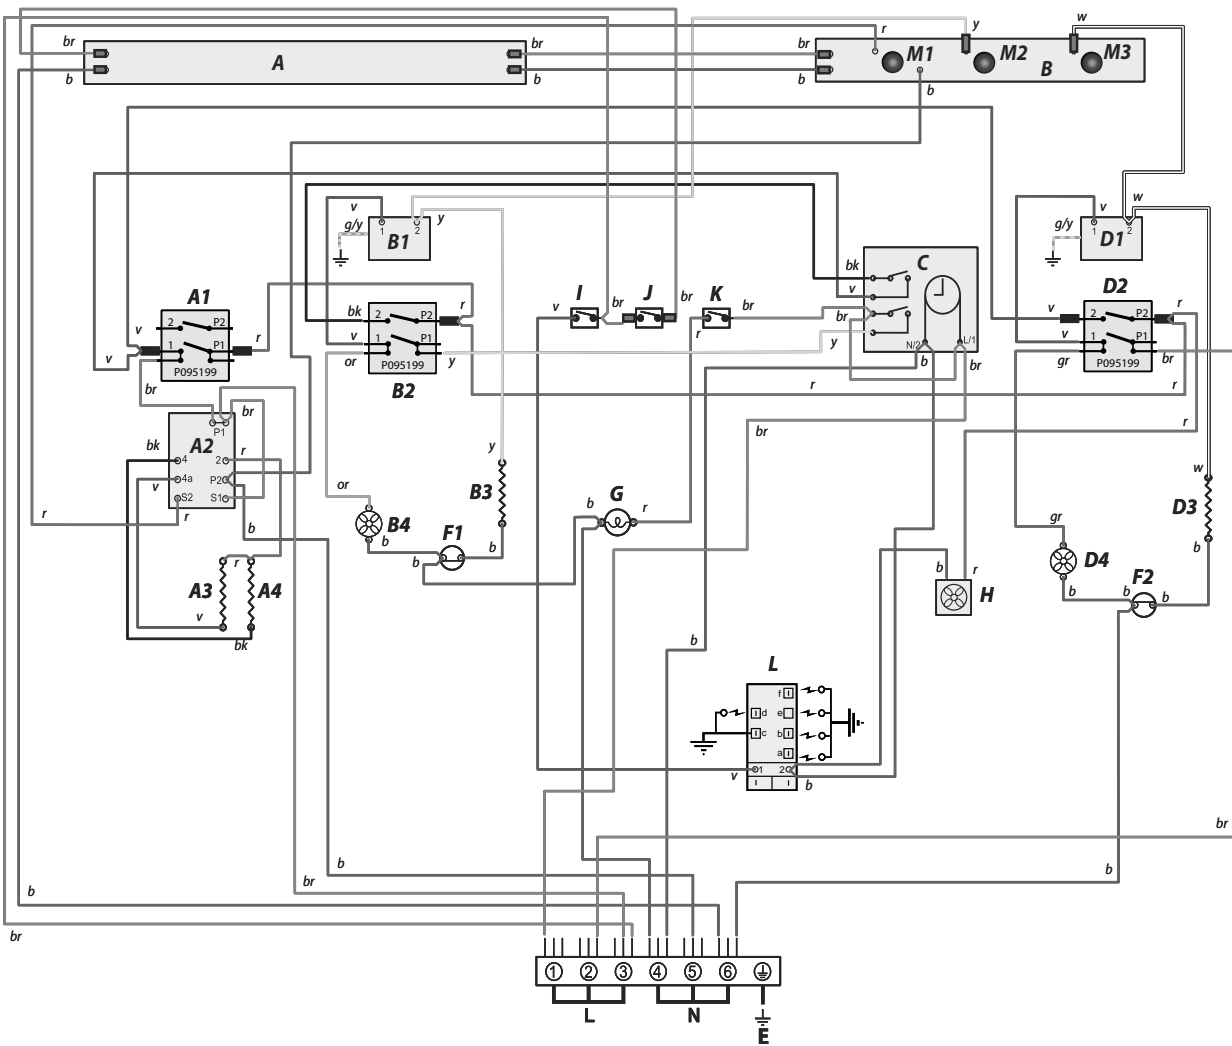 w
r
y
br
A
br
br
M1
M2
M3
B
b
b
b
b
v
y
w
g/y
1
2
B1
v
g/y
1
2
D1
C
bk
v
br
y
N/2
L/1
b
br
A1
v
2
P2
1
P1
P095199
v
r
br
bk
2
P2
r
v
1
P1
or
P095199
y
B2
I
v
br
J
br
K
br
r
D2
v
2
P2
r
v
1
P1
gr
P095199
br
r
r
br
r
br
P1
A2
bk
4
2
r
v
4a
P2
S2
S1
r
r
b
y
B3
or
B4
b
F1
b
b
b
G
r
w
D3
b
gr
D4
b
F2
b
b
r
A3
A4
v
bk
b
r
H
b
L
f
d
e
c
b
a
v
1
2
b
br
b
b
br
b
br
1
2
3
4
5
6
L
N
E